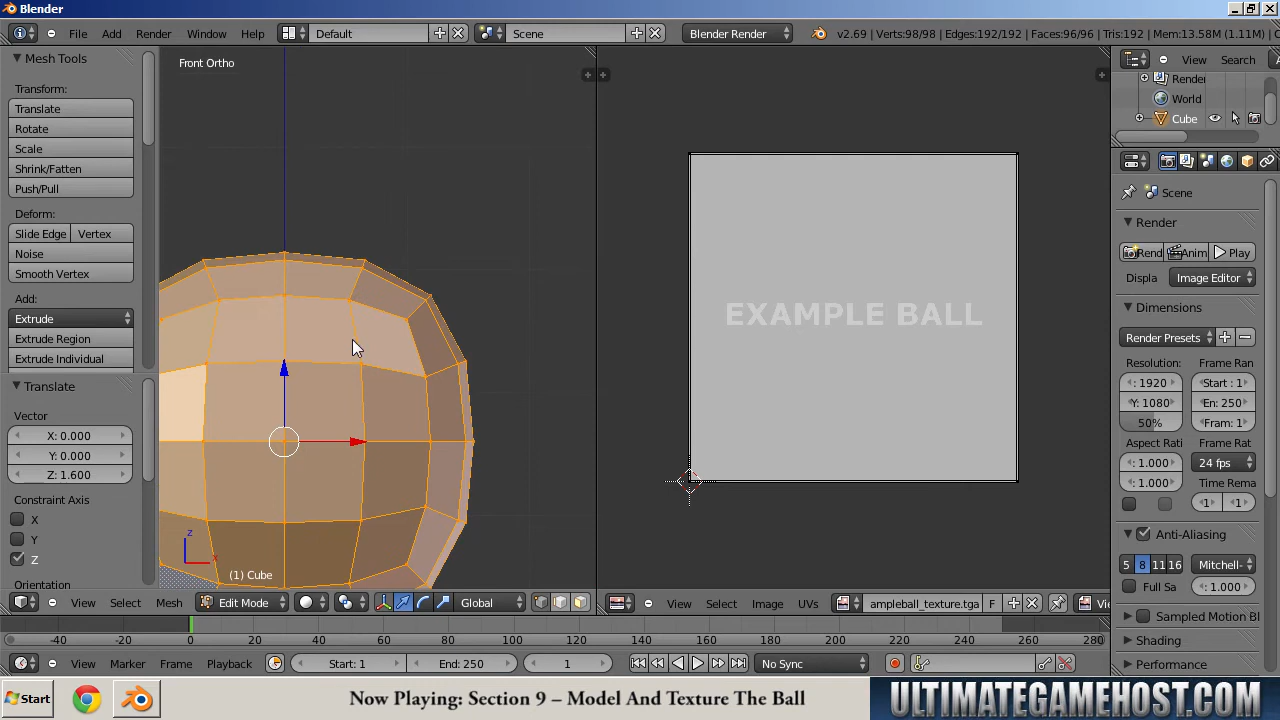 Blender
File Add Render Window Help Default Scene Blender Render v2.69 | Verts:98/98 | Edges:192/192 | Faces:96/96 | Tris:192 | Mem:13.58M (1.11M) | C
Mesh Tools
Transform:
Translate
Rotate
Scale
Shrink/Fatten
Push/Pull
Deform:
Slide Edge Vertex
Noise
Smooth Vertex
Add:
Extrude
Extrude Region
Extrude Individual
Translate
Vector
X: 0.000
Y: 0.000
Z: 1.600
Constraint Axis
X
Y
Z
Orientation
Front Ortho
z
x
(1) Cube
View Select Mesh Edit Mode Global
EXAMPLE BALL
View Select Image UVs ampleball_texture.tga F
View Search
Render
World
Cube
Scene
Render
Rend Anim Play
Displa Image Editor
Dimensions
Render Presets
Resolution: Frame Ran
: 1920 Start : 1
Y: 1080 En: 250
50% Fram: 1
Aspect Rati Frame Rat
: 1.000 24 fps
: 1.000 Time Rema
: 1 : 1
Anti-Aliasing
5 8 11 16 Mitchell-
Full Sa : 1.000
Sampled Motion Bl
Shading
Performance
-40 -20 0 20 40 60 80 100 120 140 160 180 200 220 240 260 280
View Marker Frame Playback Start: 1 End: 250 1 No Sync
Start
Now Playing: Section 9 – Model And Texture The Ball
ULTIMATEGAMEHOST.COM